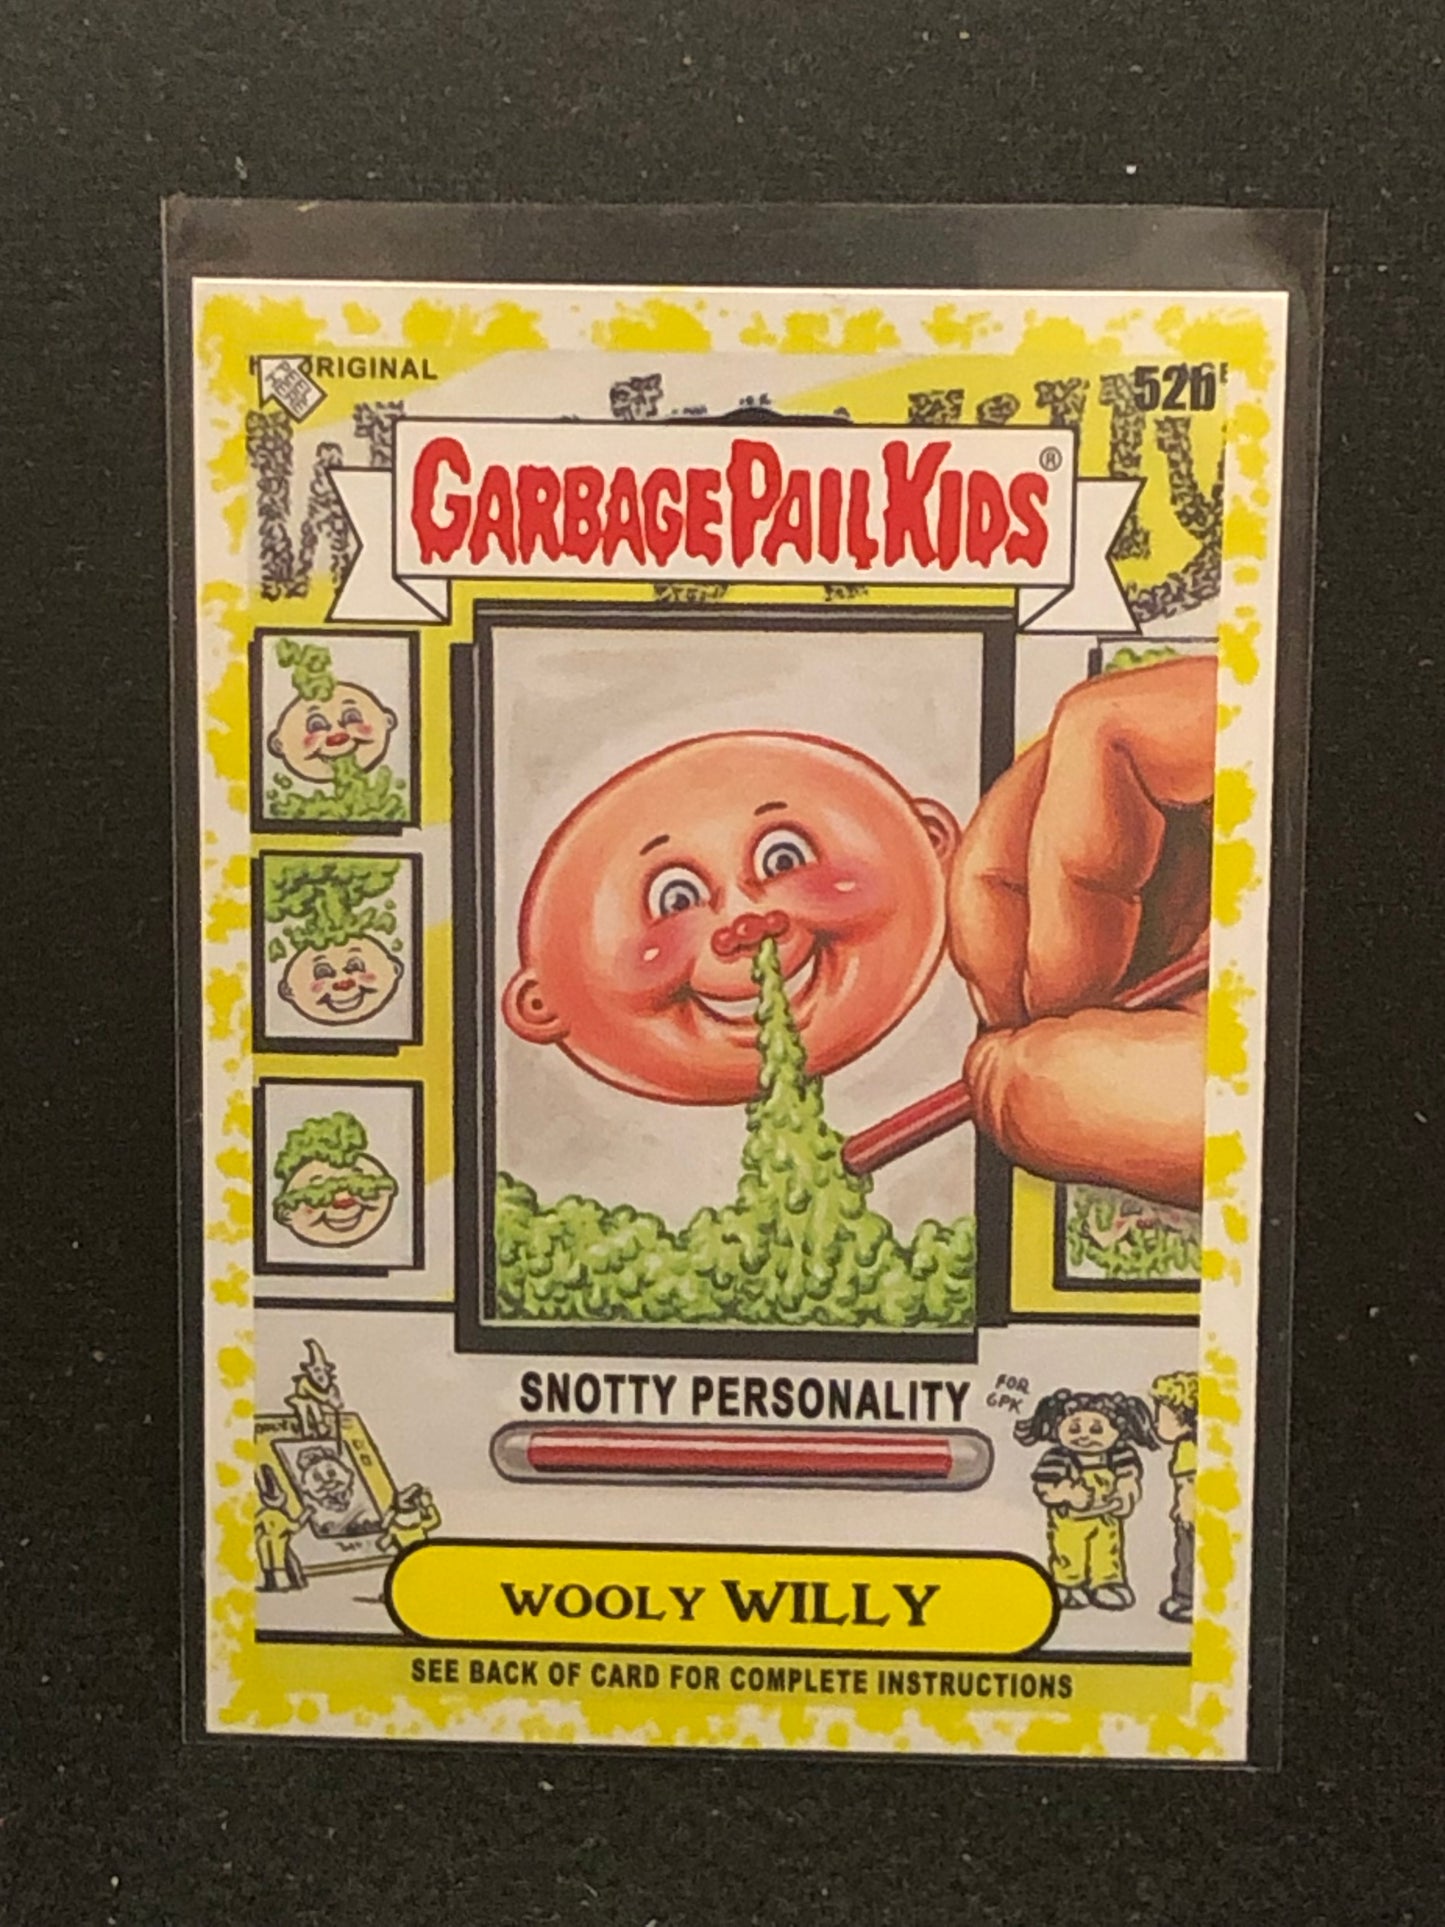 ORIGINAL
52b
GARBAGE PAIL KIDS®
SNOTTY PERSONALITY
FOR
GPK
WOOLY WILLY
SEE BACK OF CARD FOR COMPLETE INSTRUCTIONS